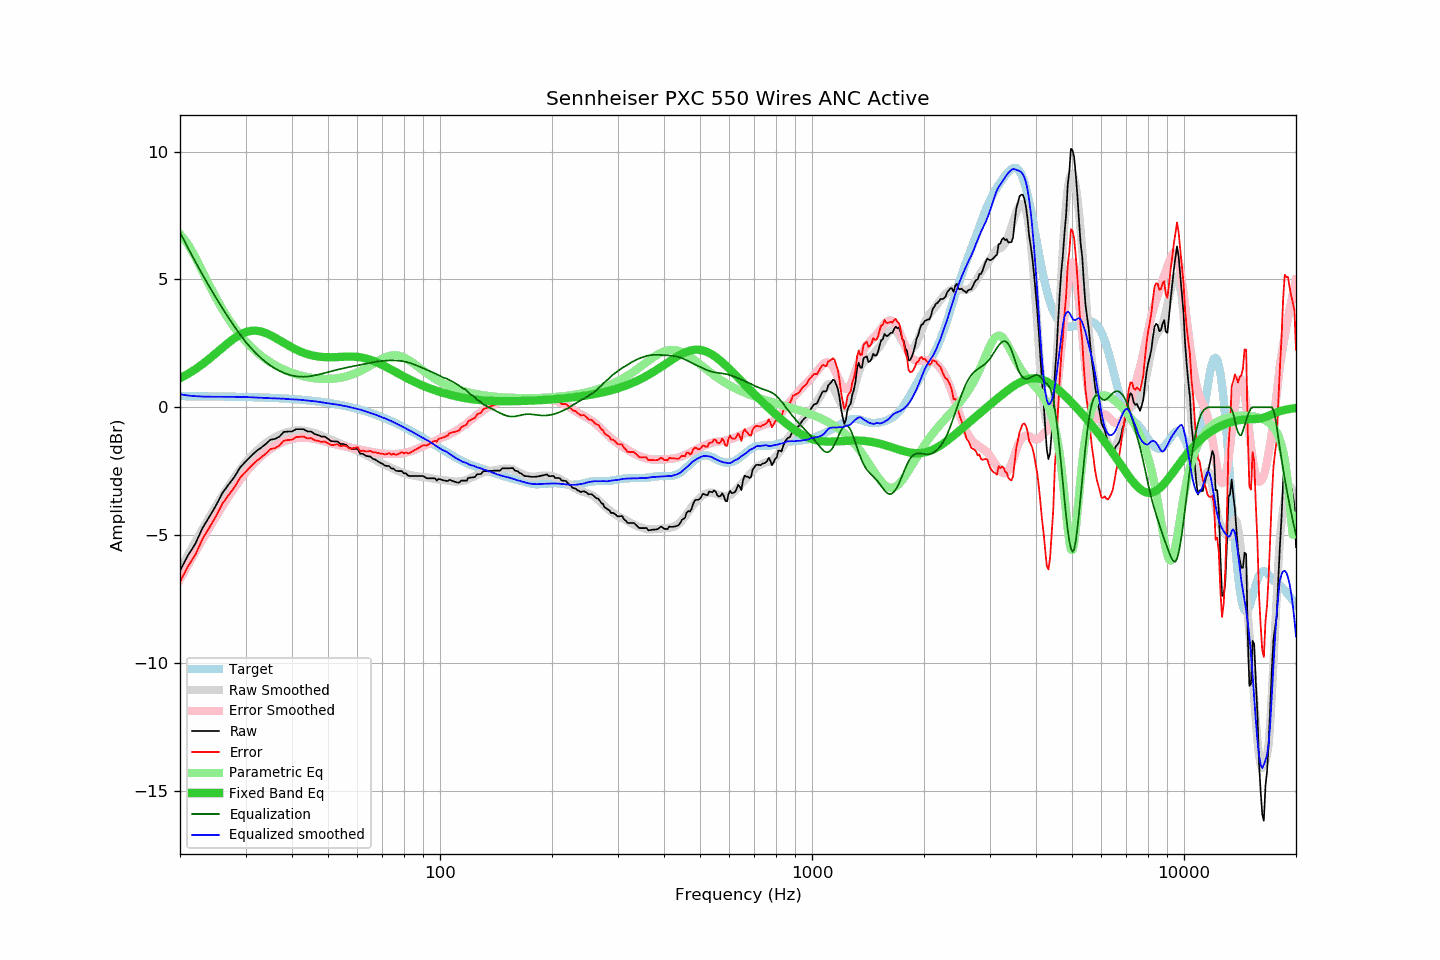 Sennheiser PXC 550 Wires ANC Active
10
5
0
−5
−10
−15
Amplitude (dBr)
Target
Raw Smoothed
Error Smoothed
Raw
Error
Parametric Eq
Fixed Band Eq
Equalization
Equalized smoothed
100
1000
10000
Frequency (Hz)